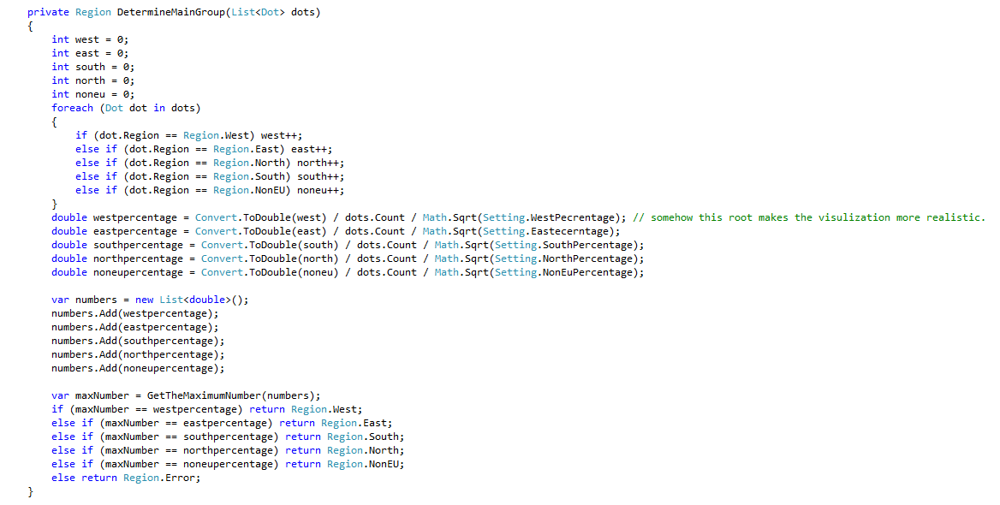 private Region DetermineMainGroup(List<Dot> dots)
{
    int west = 0;
    int east = 0;
    int south = 0;
    int north = 0;
    int noneu = 0;
    foreach (Dot dot in dots)
    {
        if (dot.Region == Region.West) west++;
        else if (dot.Region == Region.East) east++;
        else if (dot.Region == Region.North) north++;
        else if (dot.Region == Region.South) south++;
        else if (dot.Region == Region.NonEU) noneu++;
    }
    double westpercentage = Convert.ToDouble(west) / dots.Count / Math.Sqrt(Setting.WestPecrentage); // somehow this root makes the visulization more realistic.
    double eastpercentage = Convert.ToDouble(east) / dots.Count / Math.Sqrt(Setting.Eastecerntage);
    double southpercentage = Convert.ToDouble(south) / dots.Count / Math.Sqrt(Setting.SouthPercentage);
    double northpercentage = Convert.ToDouble(north) / dots.Count / Math.Sqrt(Setting.NorthPercentage);
    double noneupercentage = Convert.ToDouble(noneu) / dots.Count / Math.Sqrt(Setting.NonEuPercentage);

    var numbers = new List<double>();
    numbers.Add(westpercentage);
    numbers.Add(eastpercentage);
    numbers.Add(southpercentage);
    numbers.Add(northpercentage);
    numbers.Add(noneupercentage);

    var maxNumber = GetTheMaximumNumber(numbers);
    if (maxNumber == westpercentage) return Region.West;
    else if (maxNumber == eastpercentage) return Region.East;
    else if (maxNumber == southpercentage) return Region.South;
    else if (maxNumber == northpercentage) return Region.North;
    else if (maxNumber == noneupercentage) return Region.NonEU;
    else return Region.Error;
}